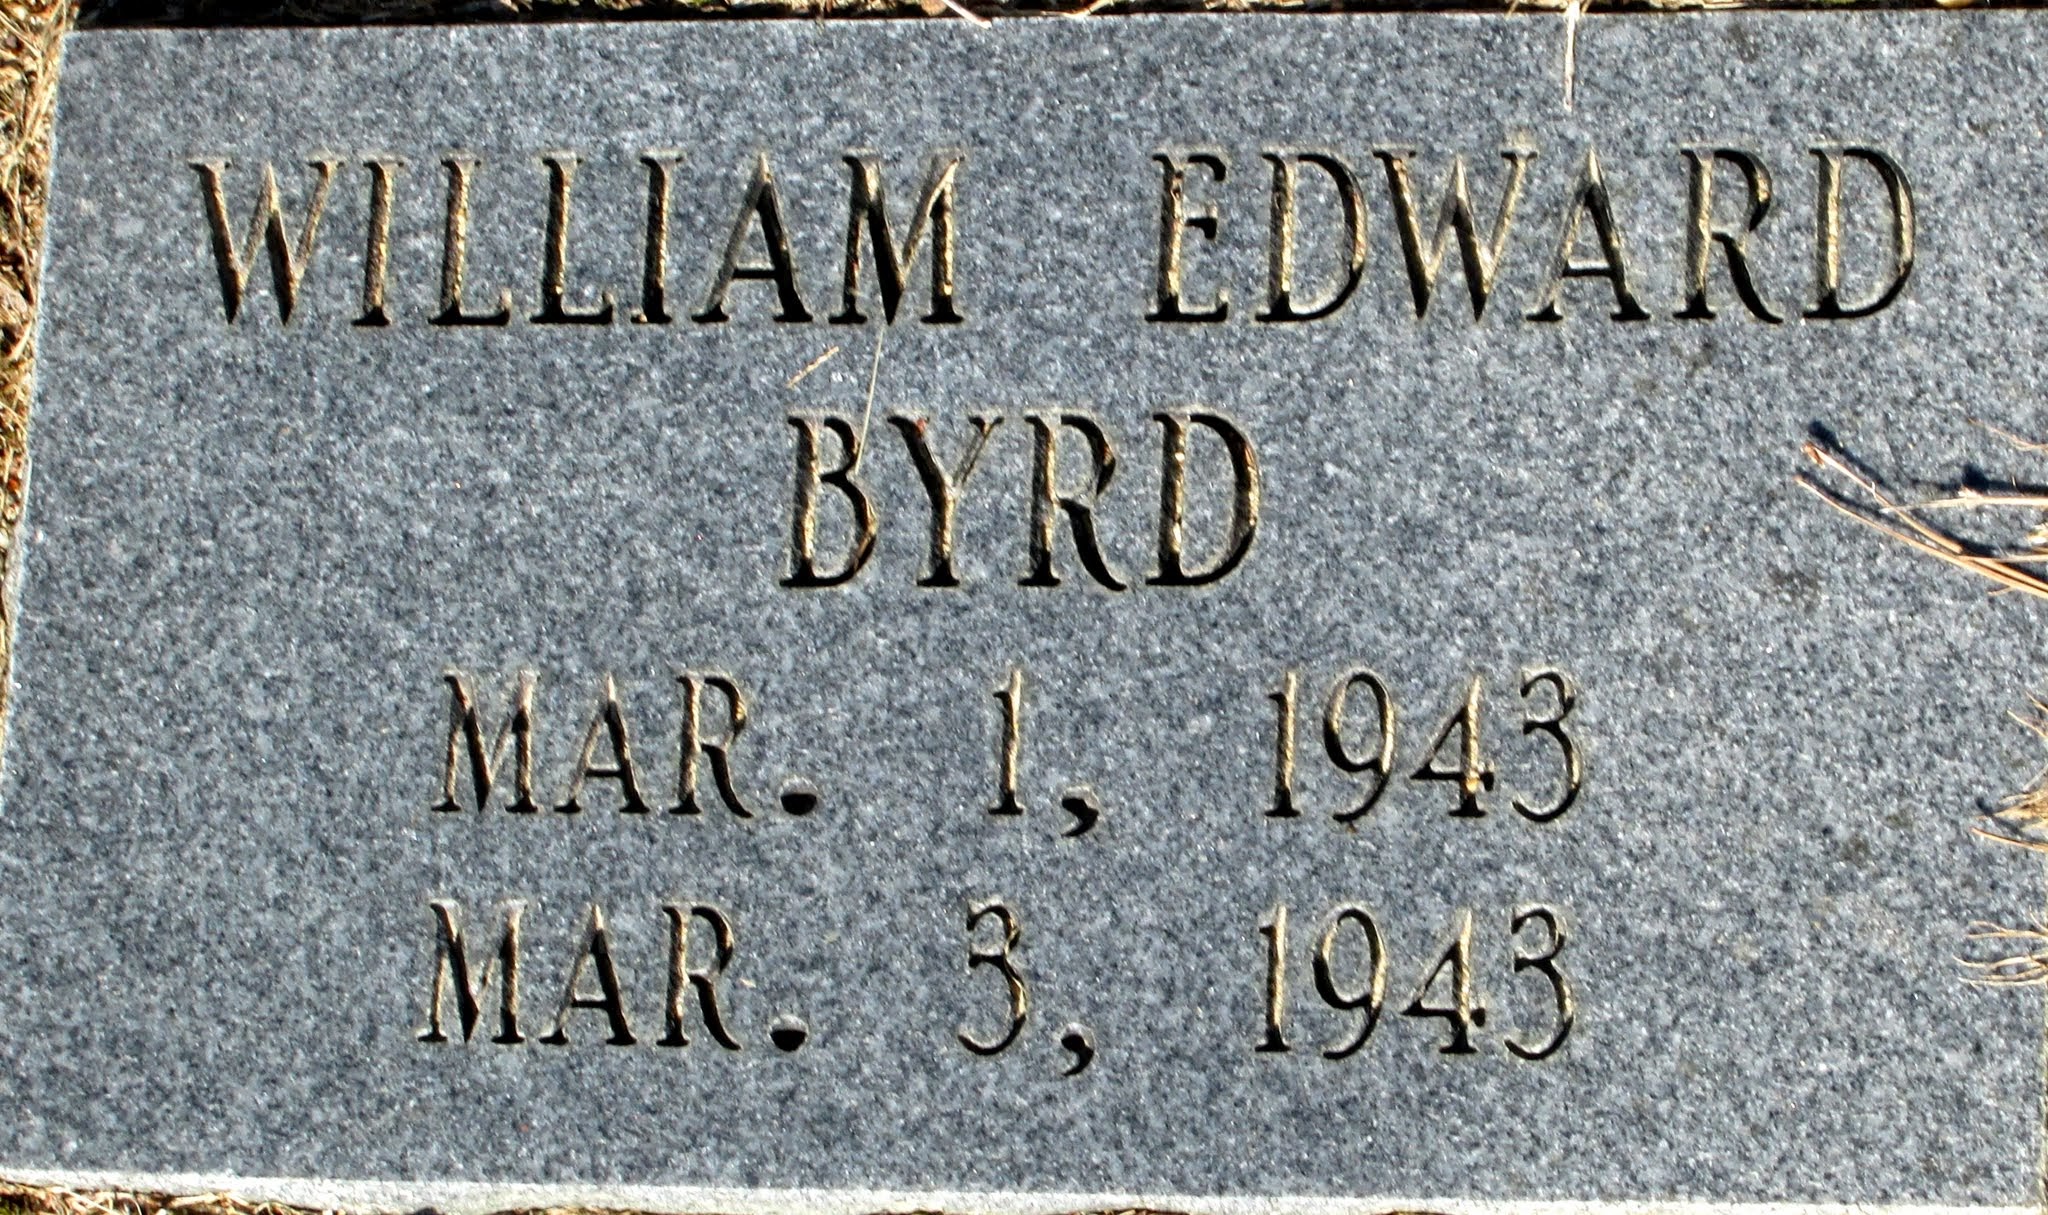 WILLIAM EDWARD
BYRD
MAR. 1, 1943
MAR. 3, 1943